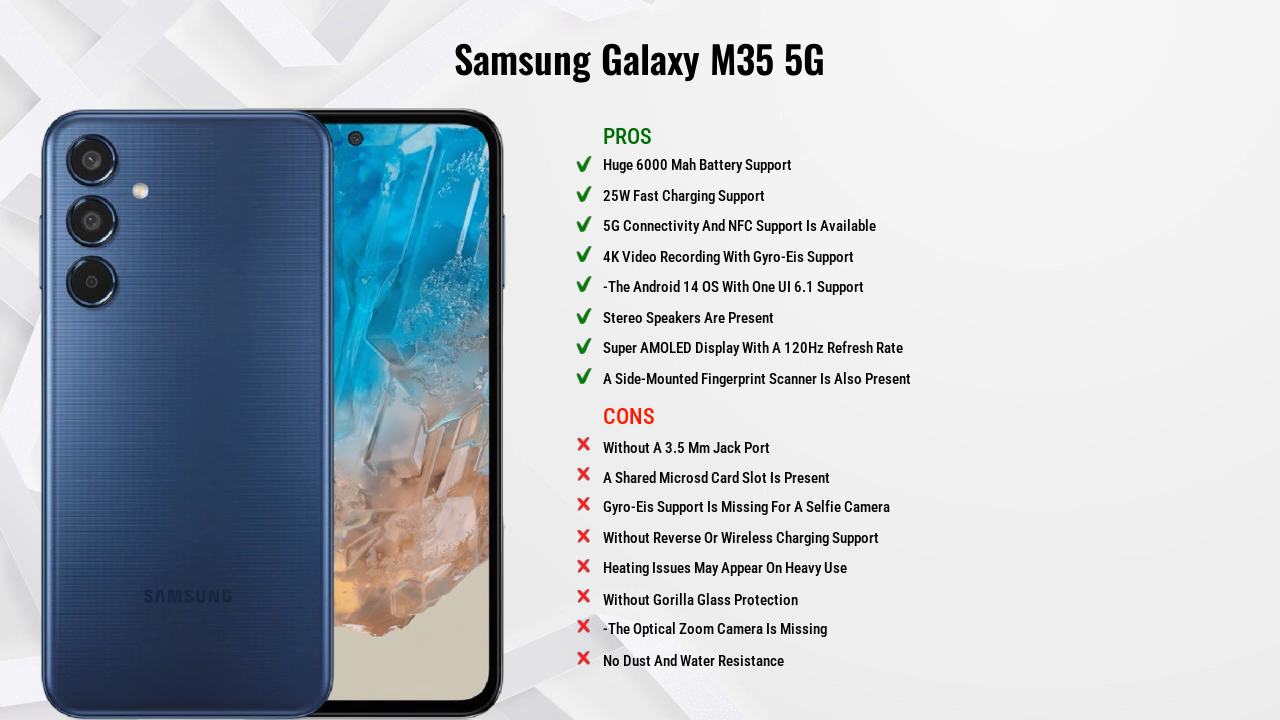 Samsung Galaxy M35 5G
PROS
Huge 6000 Mah Battery Support
25W Fast Charging Support
5G Connectivity And NFC Support Is Available
4K Video Recording With Gyro-Eis Support
-The Android 14 OS With One UI 6.1 Support
Stereo Speakers Are Present
Super AMOLED Display With A 120Hz Refresh Rate
A Side-Mounted Fingerprint Scanner Is Also Present
CONS
Without A 3.5 Mm Jack Port
A Shared Microsd Card Slot Is Present
Gyro-Eis Support Is Missing For A Selfie Camera
Without Reverse Or Wireless Charging Support
Heating Issues May Appear On Heavy Use
Without Gorilla Glass Protection
-The Optical Zoom Camera Is Missing
No Dust And Water Resistance
SAMSUNG